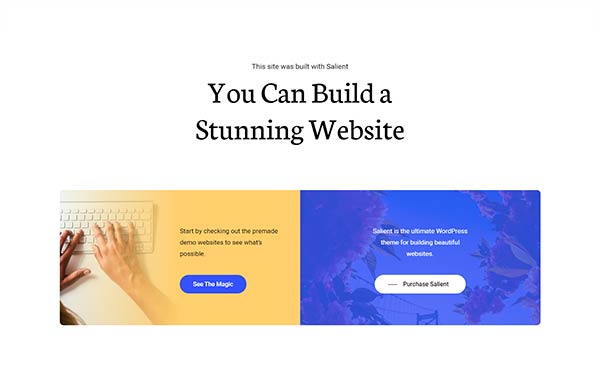 This site was built with Salient
You Can Build a
Stunning Website
Start by checking out the premade
demo websites to see what's
possible.
See The Magic
Salient is the ultimate WordPress
theme for building beautiful
websites.
Purchase Salient